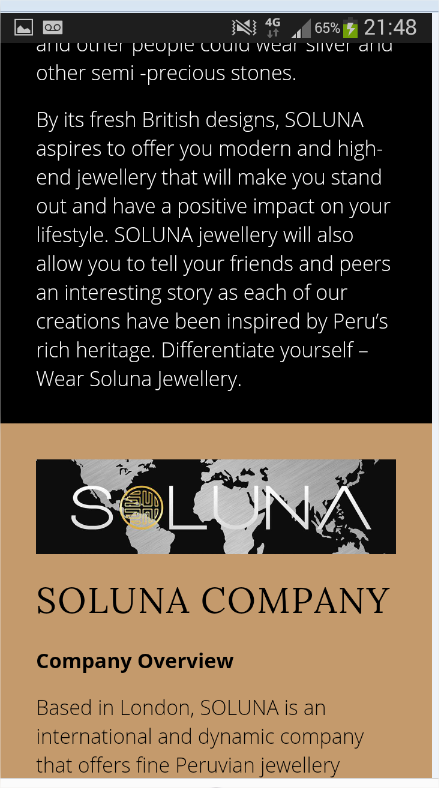 4G 65% 21:48
and other people could wear silver and
other semi -precious stones.
By its fresh British designs, SOLUNA
aspires to offer you modern and high-
end jewellery that will make you stand
out and have a positive impact on your
lifestyle. SOLUNA jewellery will also
allow you to tell your friends and peers
an interesting story as each of our
creations have been inspired by Peru’s
rich heritage. Differentiate yourself –
Wear Soluna Jewellery.
SOLUNA
SOLUNA COMPANY
Company Overview
Based in London, SOLUNA is an
international and dynamic company
that offers fine Peruvian jewellery